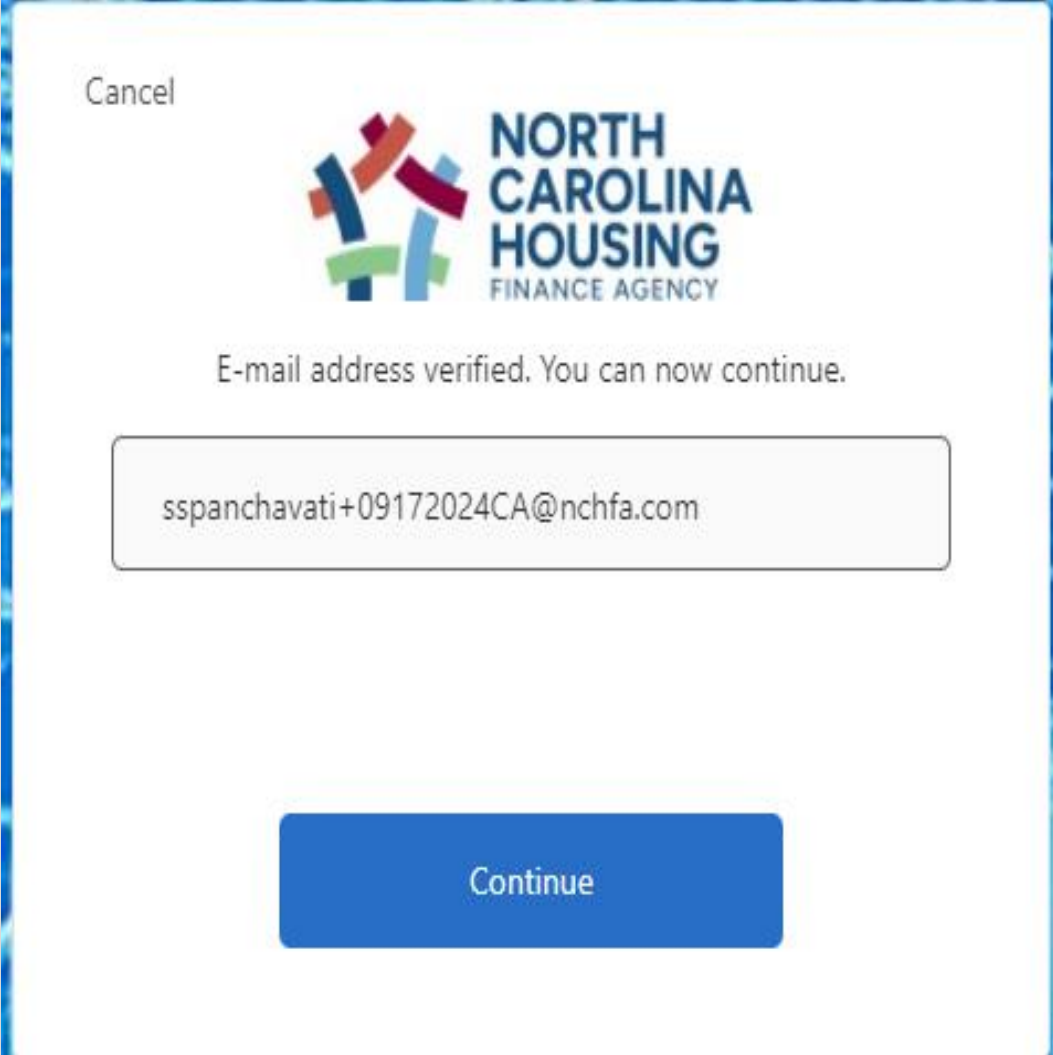 Cancel
NORTH
CAROLINA
HOUSING
FINANCE AGENCY
E-mail address verified. You can now continue.
sspanchavati+09172024CA@nchfa.com
Continue